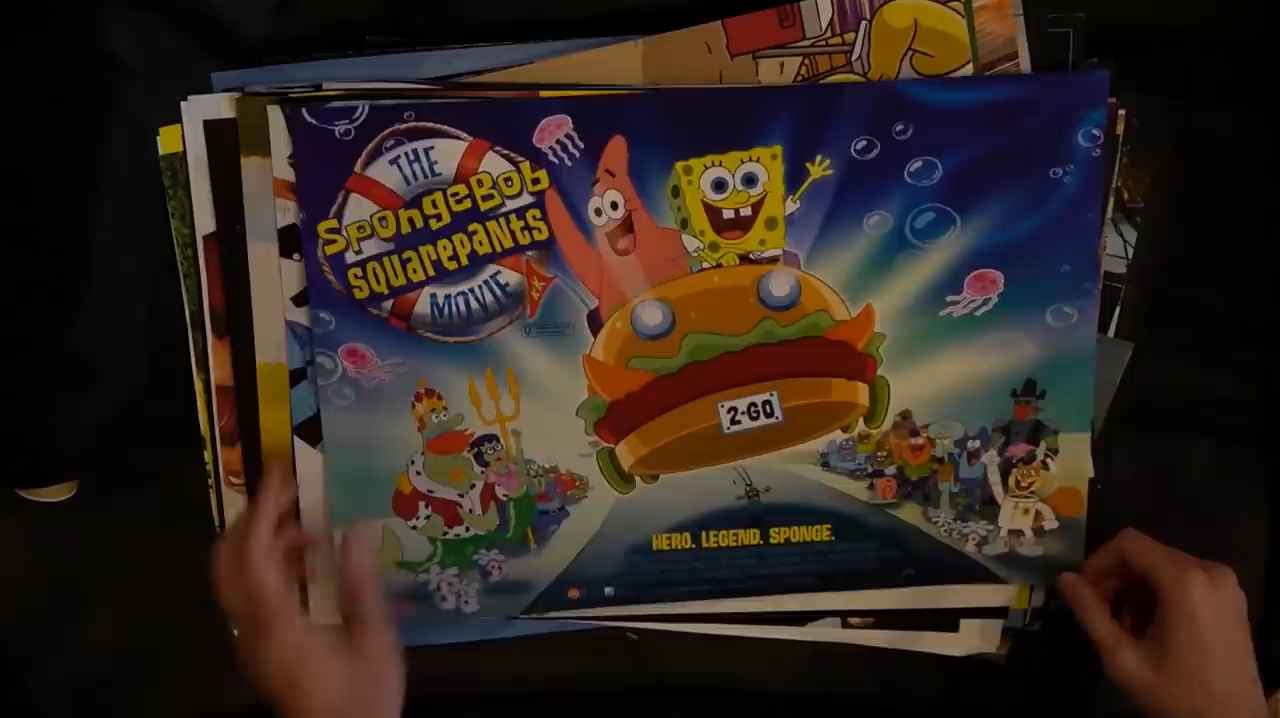 THE
SPONGEBOB
SQUAREPANTS
MOVIE
2-GO
HERO. LEGEND. SPONGE.